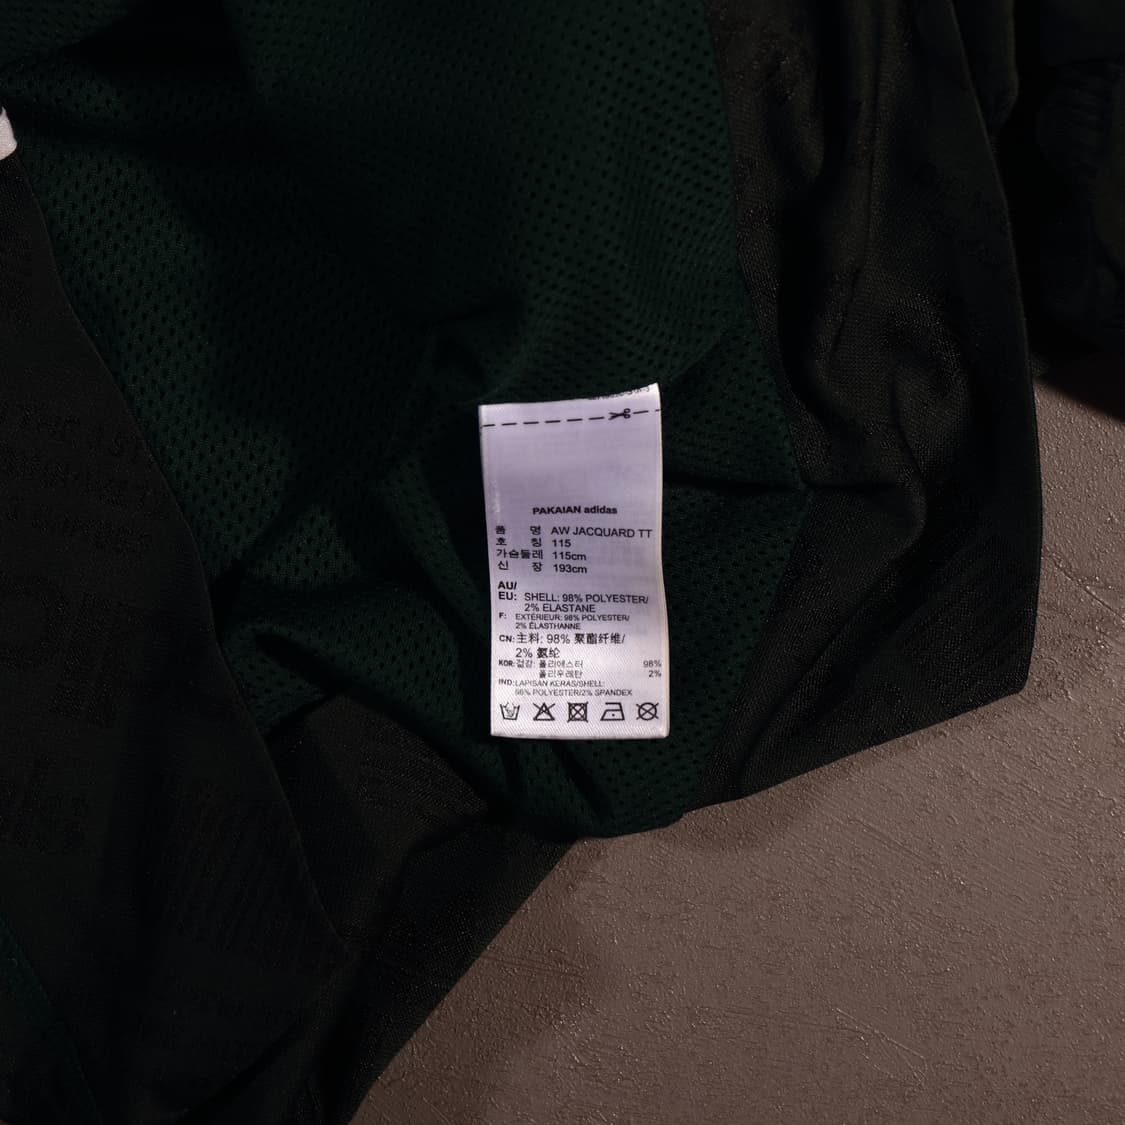 PAKAIAN adidas
품 명 AW JACQUARD TT
호 칭 115
가슴둘레 115cm
신 장 193cm
AU/
EU: SHELL: 98% POLYESTER/
2% ELASTANE
F: EXTÉRIEUR: 98% POLYESTER/
2% ÉLASTHANNE
CN: 主料: 98% 聚酯纤维/
2% 氨纶
KOR: 겉감: 폴리에스터 98%
폴리우레탄 2%
IND: LAPISAN KERAS/SHELL:
98% POLYESTER/2% SPANDEX